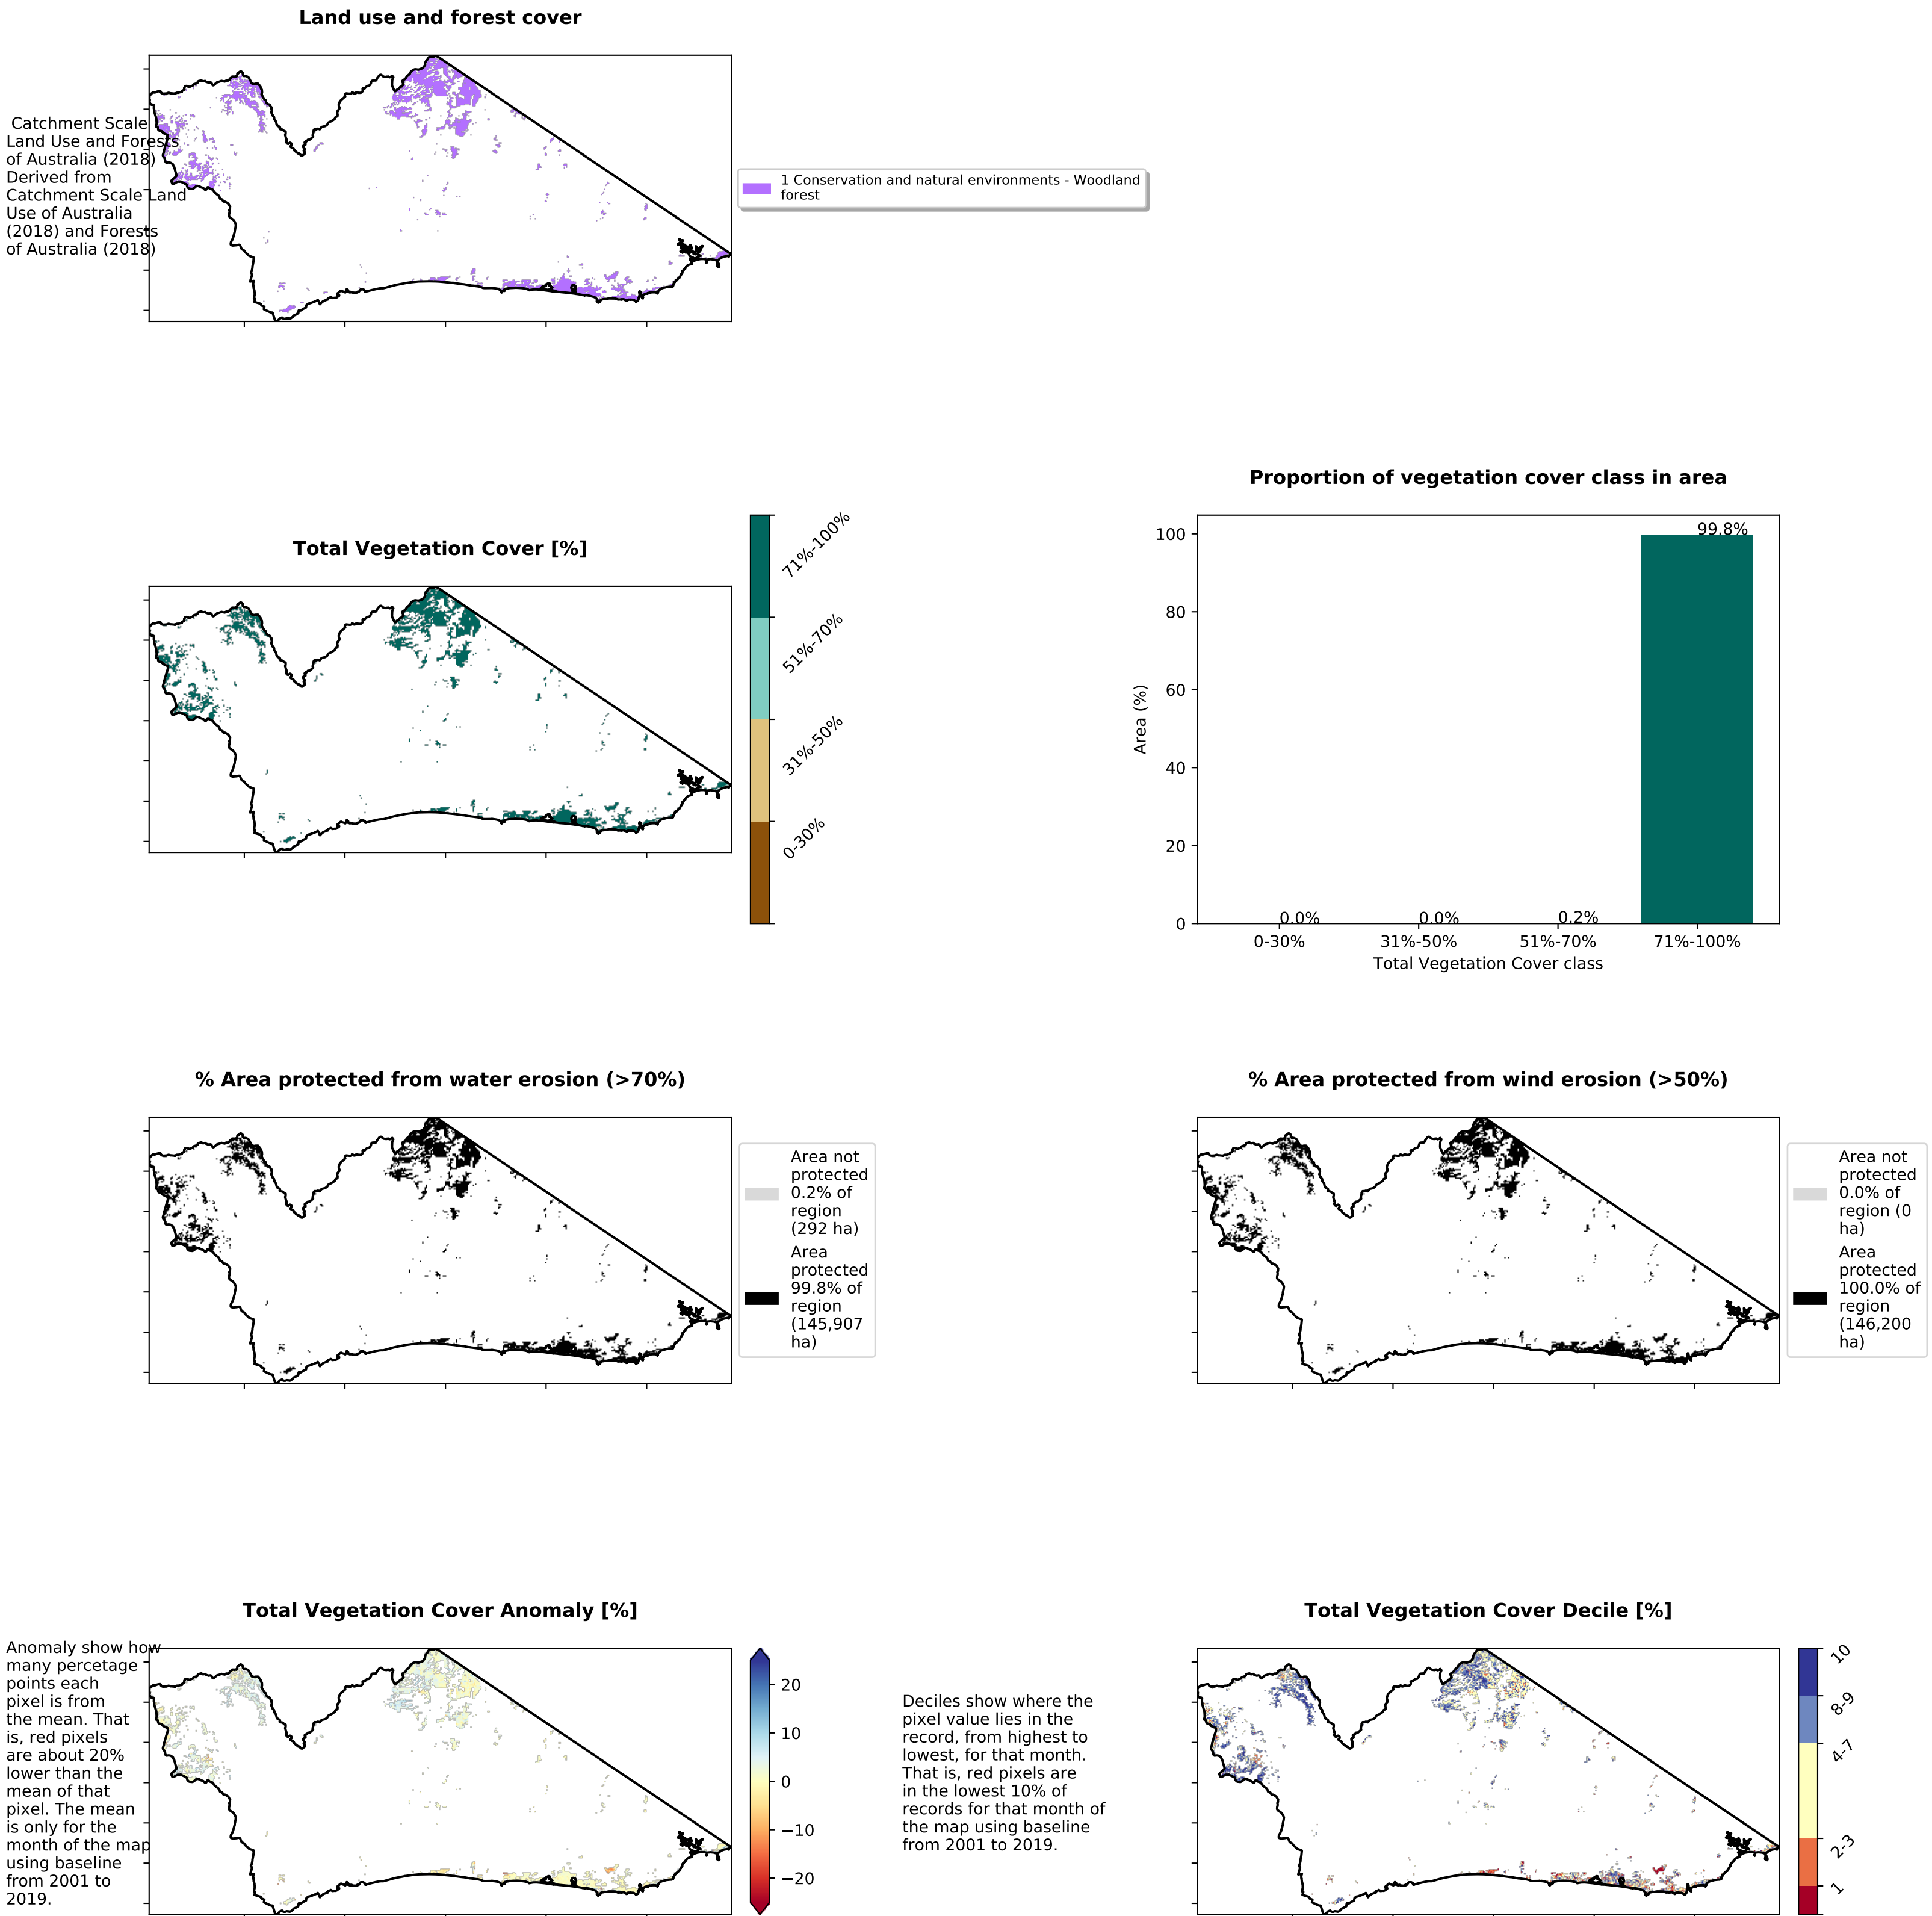 Land use and forest cover
Catchment Scale
Land Use and Forests
of Australia (2018)
Derived from
Catchment Scale Land
Use of Australia
(2018) and Forests
of Australia (2018)
1 Conservation and natural environments - Woodland
forest
Total Vegetation Cover [%]
71%-100%
51%-70%
31%-50%
0-30%
Proportion of vegetation cover class in area
100
80
60
40
20
0
Area (%)
0.0%
0.0%
0.2%
99.8%
0-30%
31%-50%
51%-70%
71%-100%
Total Vegetation Cover class
% Area protected from water erosion (>70%)
Area not
protected
0.2% of
region
(292 ha)
Area
protected
99.8% of
region
(145,907
ha)
% Area protected from wind erosion (>50%)
Area not
protected
0.0% of
region (0
ha)
Area
protected
100.0% of
region
(146,200
ha)
Total Vegetation Cover Anomaly [%]
Anomaly show how
many percetage
points each
pixel is from
the mean. That
is, red pixels
are about 20%
lower than the
mean of that
pixel. The mean
is only for the
month of the map
using baseline
from 2001 to
2019.
20
10
0
−10
−20
Total Vegetation Cover Decile [%]
Deciles show where the
pixel value lies in the
record, from highest to
lowest, for that month.
That is, red pixels are
in the lowest 10% of
records for that month of
the map using baseline
from 2001 to 2019.
10
8-9
4-7
2-3
1